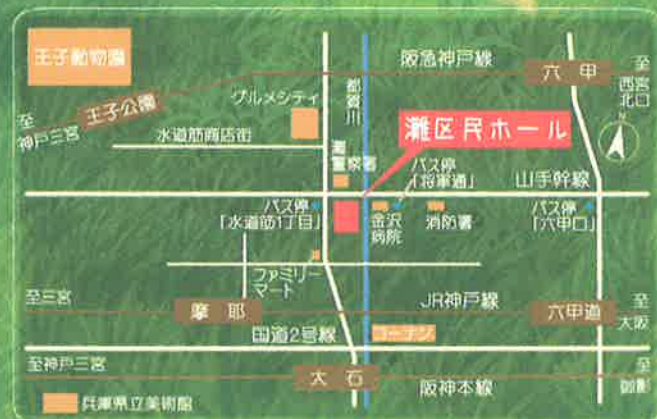 王子動物園
阪急神戸線
六甲
至
西宮
北口
王子公園
至
神戸三宮
グルメシティ
都賀川
灘区民ホール
N
水道筋商店街
灘
警察署
バス停
「将軍通」
山手幹線
バス停
「水道筋1丁目」
金沢
病院
消防署
バス停
「六甲口」
ファミリー
マート
至三宮
摩耶
JR神戸線
六甲道
至
大阪
国道2号線
コーナン
至神戸三宮
大石
阪神本線
至
御影
兵庫県立美術館